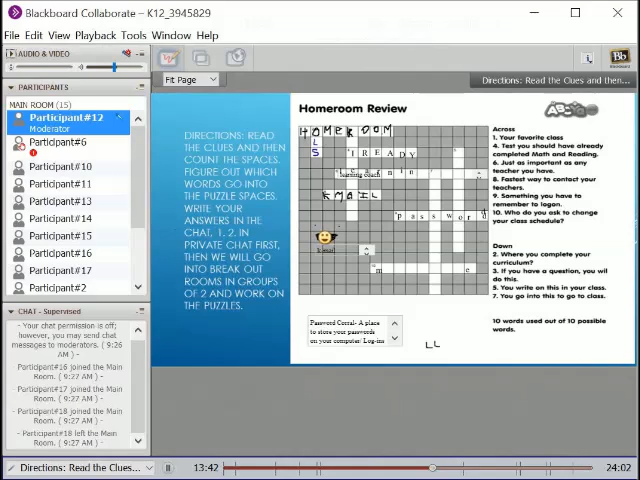 Blackboard Collaborate - K12_3945829
File Edit View Playback Tools Window Help
AUDIO & VIDEO
Bb
Fit Page
Directions: Read the Clues and then...
PARTICIPANTS
MAIN ROOM (15)
Participant#12
Moderator
Participant#6
Participant#10
Participant#11
Participant#13
Participant#14
Participant#15
Participant#16
Participant#17
Participant#2
CHAT - Supervised
- Your chat permission is off;
however, you may send chat
messages to moderators. ( 9:26
AM ) -
Participant#16 joined the Main
Room. ( 9:27 AM ) -
- Participant#17 joined the Main
Room. ( 9:27 AM ) -
- Participant#18 joined the Main
Room. ( 9:27 AM ) -
- Participant#18 left the Main
Room. ( 9:27 AM ) -
DIRECTIONS: READ
THE CLUES AND THEN
COUNT THE SPACES.
FIGURE OUT WHICH
WORDS GO INTO
THE PUZZLE SPACES.
WRITE YOUR
ANSWERS IN THE
CHAT, 1. 2. IN
PRIVATE CHAT FIRST,
THEN WE WILL GO
INTO BREAK OUT
ROOMS IN GROUPS
OF 2 AND WORK ON
THE PUZZLES.
Homeroom Review
ABC
HOMEROOM
L
S
IREADY
learning coach
KMAIL
password
k-mail
m e
Password Corral- A place
to store your passwords
on your computer/ Log-ins
LL
Across
1. Your favorite class
4. Test you should have already
completed Math and Reading.
6. Just as important as any
teacher you have.
8. Fastest way to contact your
teachers.
9. Something you have to
remember to logon.
10. Who do you ask to change
your class schedule?
Down
2. Where you complete your
curriculum?
3. If you have a question, you wil
do this.
5. You write on this in your class.
7. You go into this to go to class.
10 words used out of 10 possible
words.
Directions: Read the Clues...
13:42
24:02